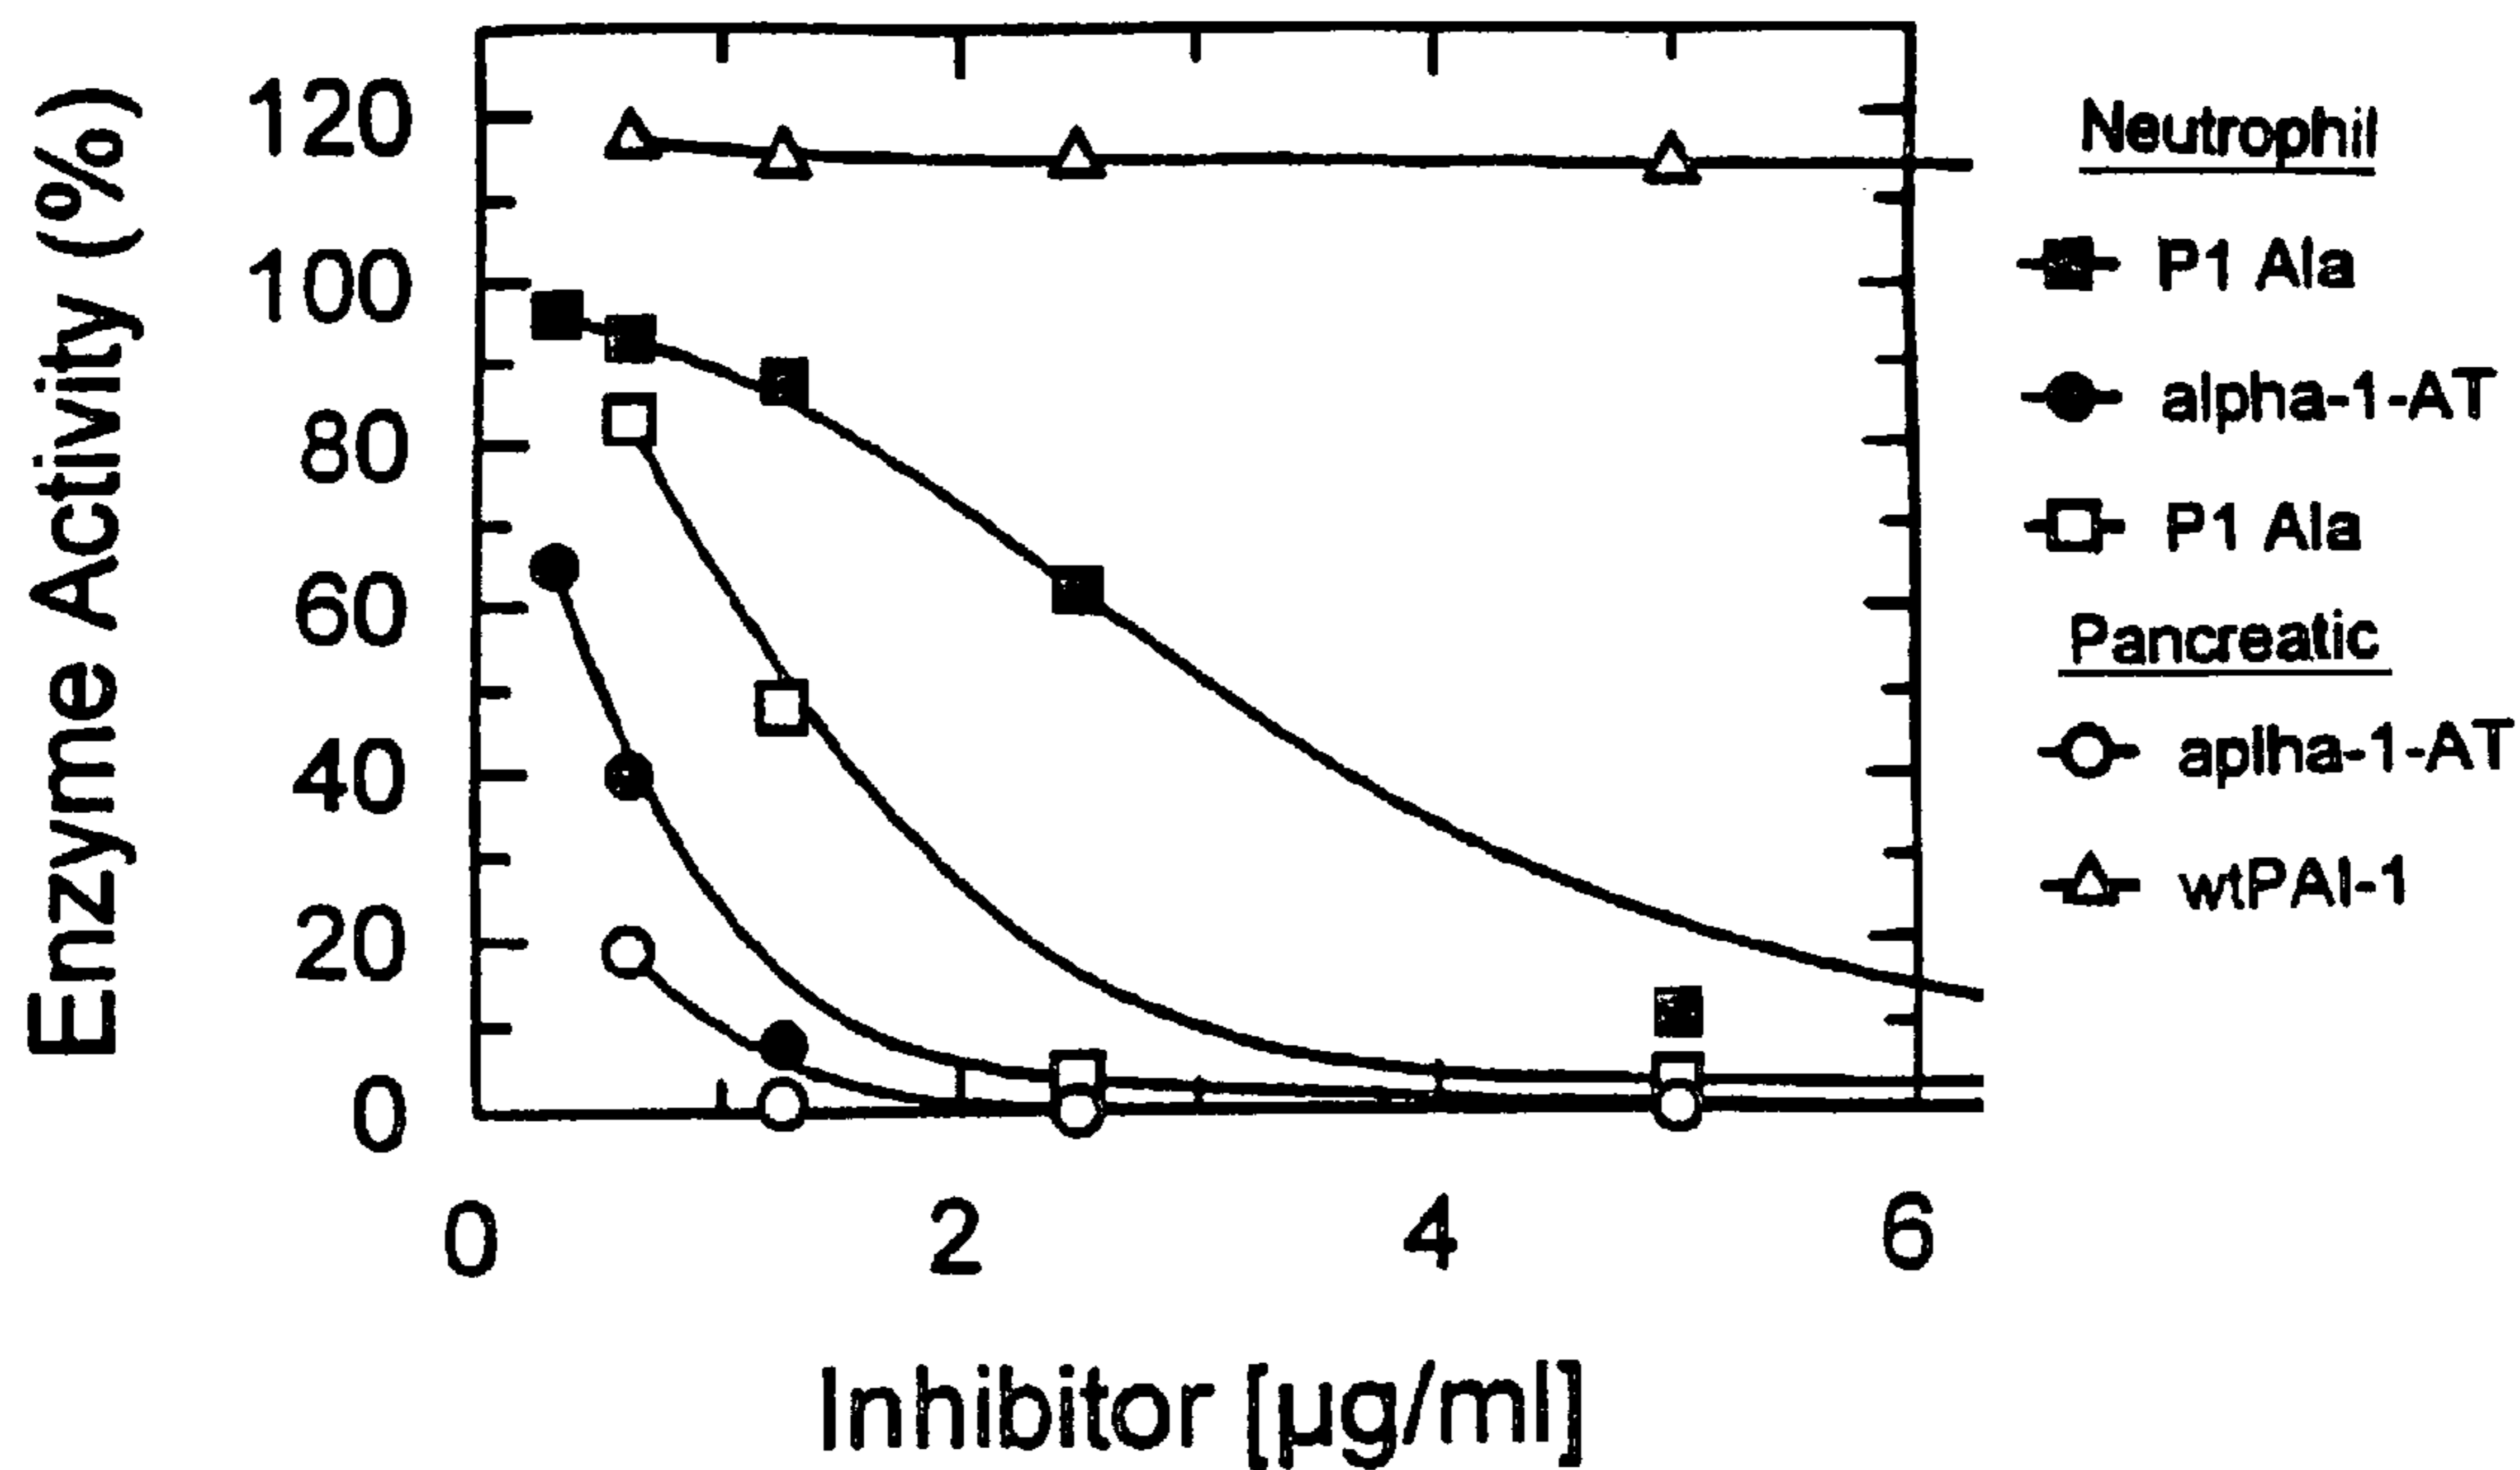 Enzyme Activity (%)
120
100
80
60
40
20
0
0 2 4 6
Inhibitor [µg/ml]
Neutrophil
P1 Ala
alpha-1-AT
P1 Ala
Pancreatic
aplha-1-AT
wtPAI-1